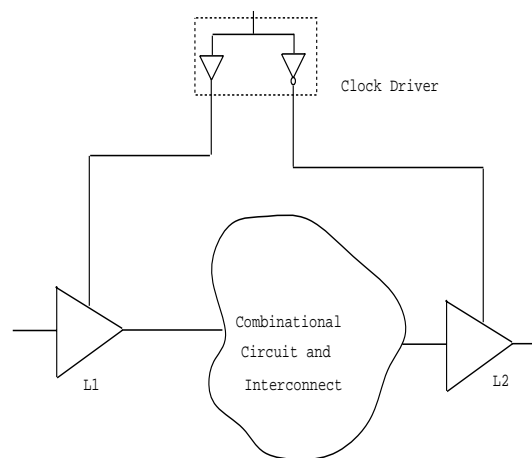 Clock Driver
Combinational
Circuit and
Interconnect
L1
L2